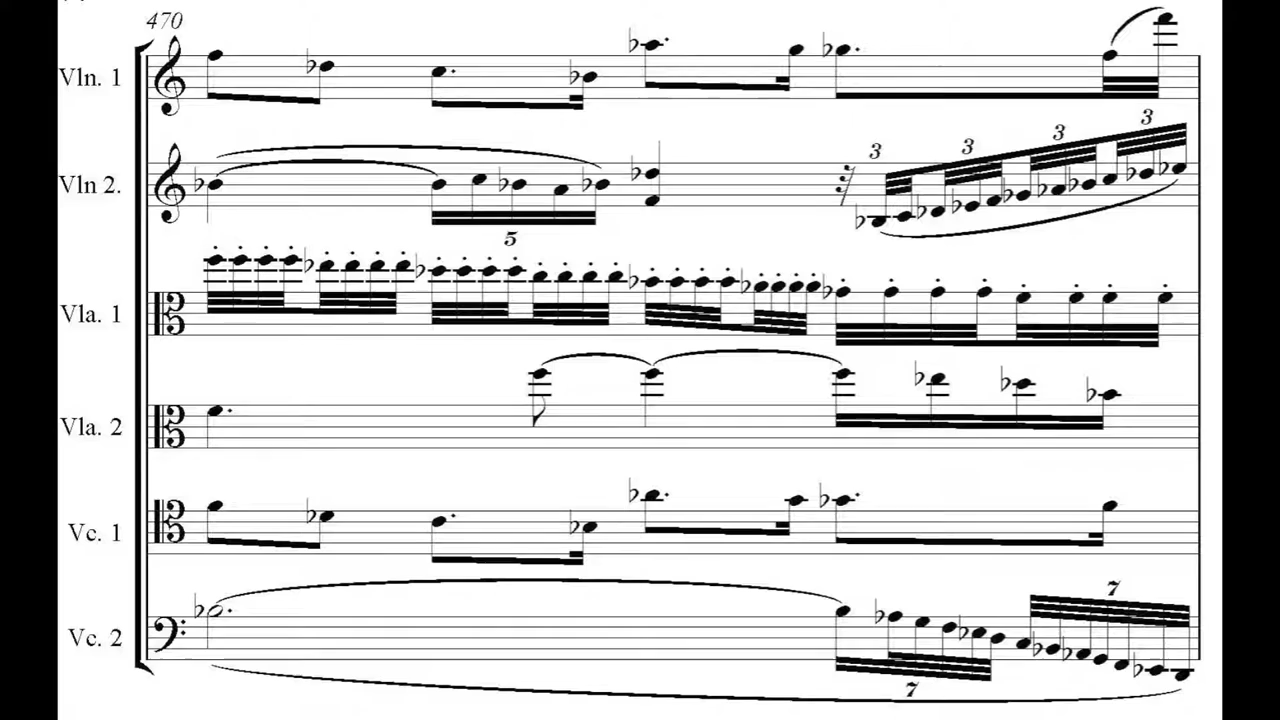 470
Vln. 1
Vln 2.
3 3 3 3
5
Vla. 1
Vla. 2
Vc. 1
Vc. 2
7
7